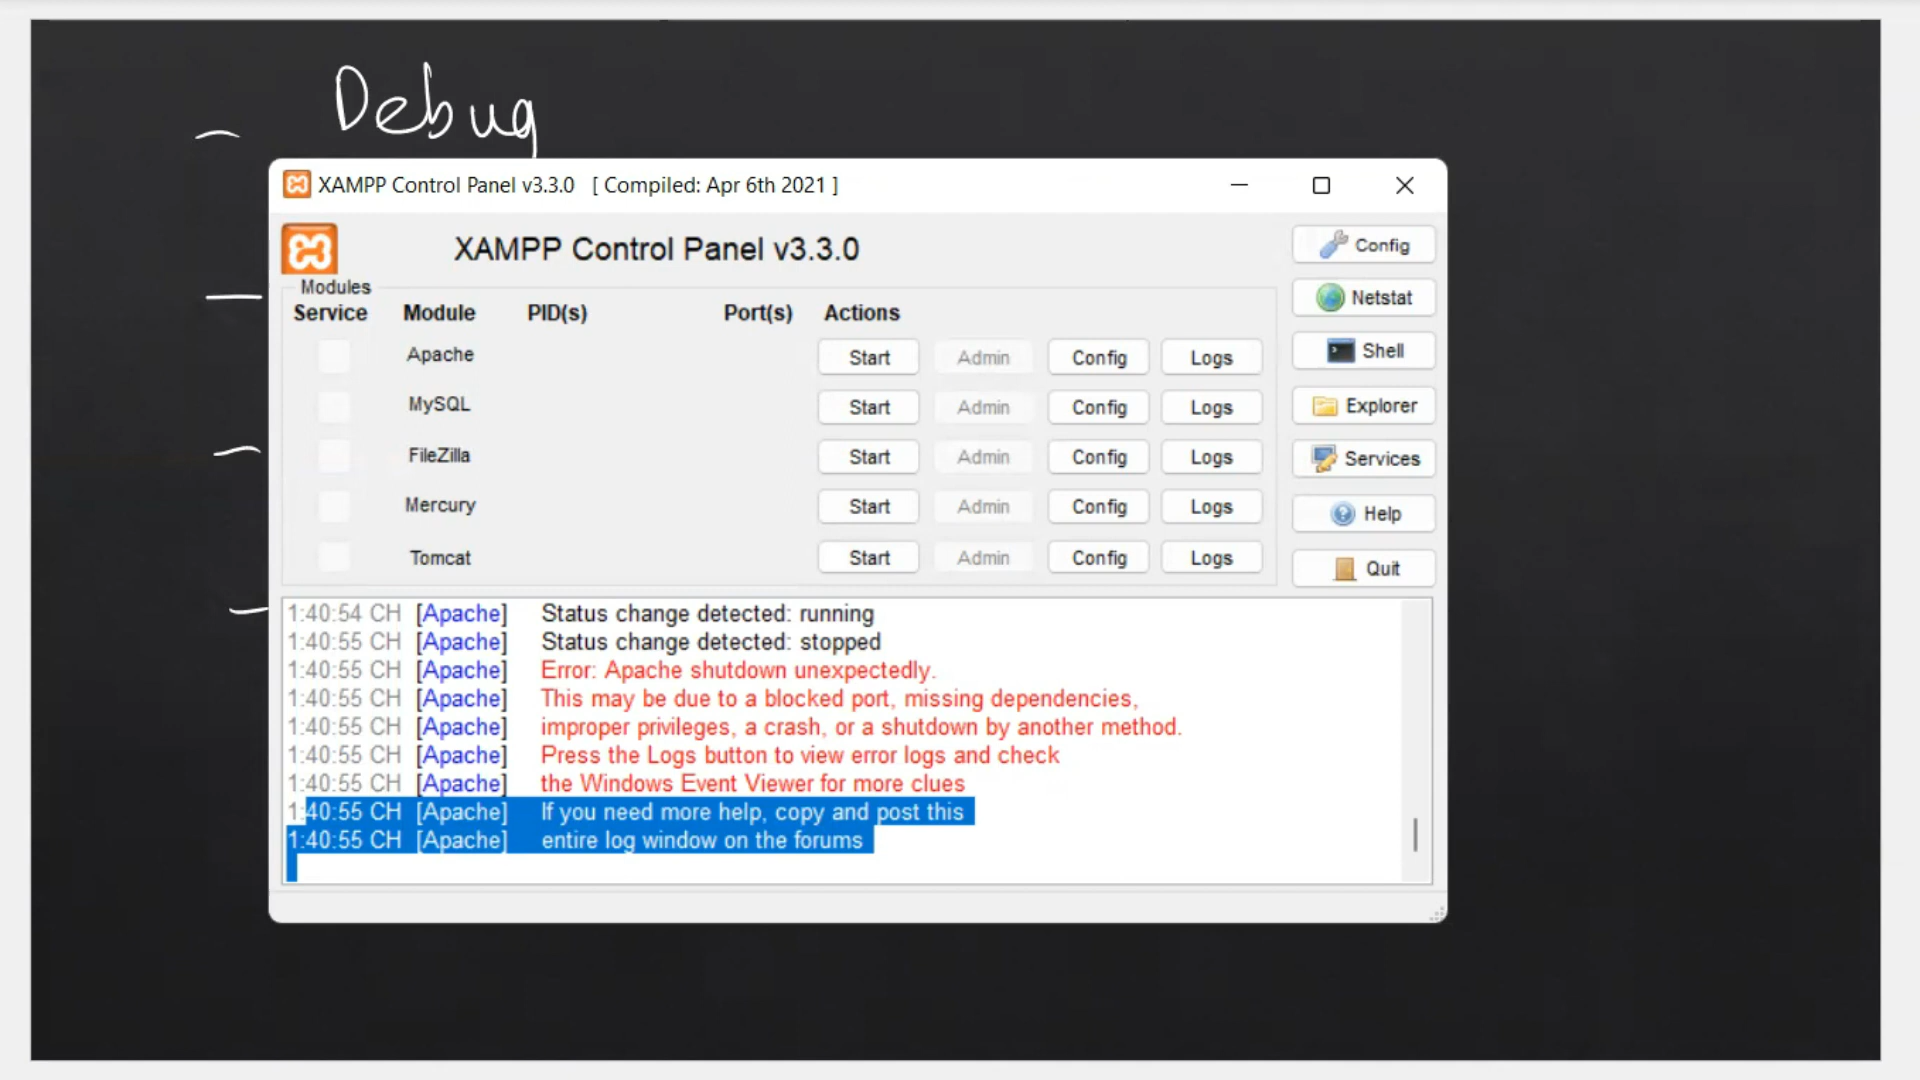 Debug
XAMPP Control Panel v3.3.0 [ Compiled: Apr 6th 2021 ]
XAMPP Control Panel v3.3.0
Config
Modules
Service Module PID(s) Port(s) Actions
Netstat
Apache Start Admin Config Logs
Shell
MySQL Start Admin Config Logs
Explorer
FileZilla Start Admin Config Logs
Services
Mercury Start Admin Config Logs
Help
Tomcat Start Admin Config Logs
Quit
1:40:54 CH [Apache] Status change detected: running
1:40:55 CH [Apache] Status change detected: stopped
1:40:55 CH [Apache] Error: Apache shutdown unexpectedly.
1:40:55 CH [Apache] This may be due to a blocked port, missing dependencies,
1:40:55 CH [Apache] improper privileges, a crash, or a shutdown by another method.
1:40:55 CH [Apache] Press the Logs button to view error logs and check
1:40:55 CH [Apache] the Windows Event Viewer for more clues
1:40:55 CH [Apache] If you need more help, copy and post this
1:40:55 CH [Apache] entire log window on the forums